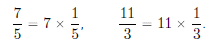 7/5 = 7 × 1/5, 11/3 = 11 × 1/3.